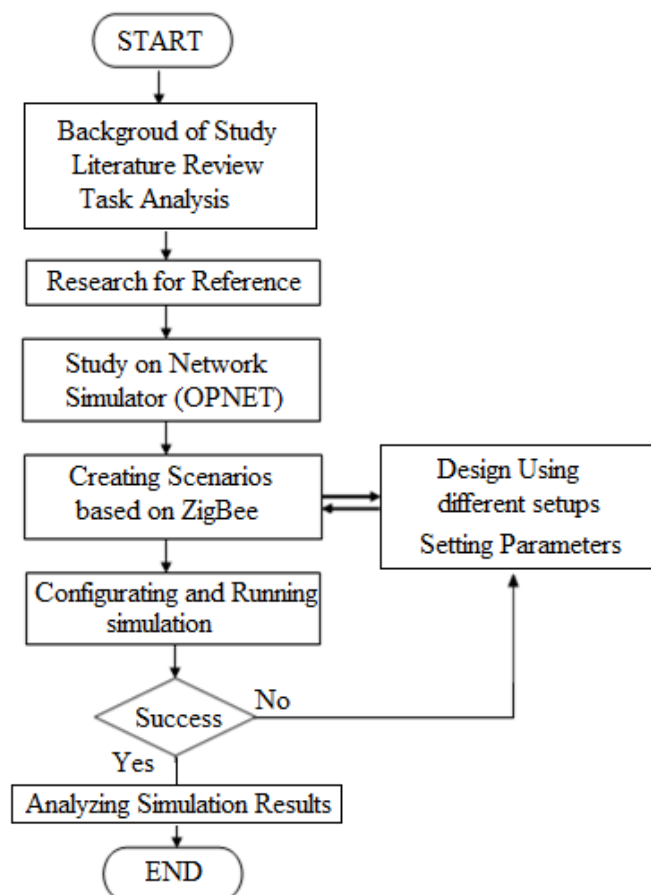 START
Backgroud of Study
Literature Review
Task Analysis
Research for Reference
Study on Network
Simulator (OPNET)
Creating Scenarios
based on ZigBee
Design Using
different setups
Setting Parameters
Configurating and Running
simulation
Success
No
Yes
Analyzing Simulation Results
END